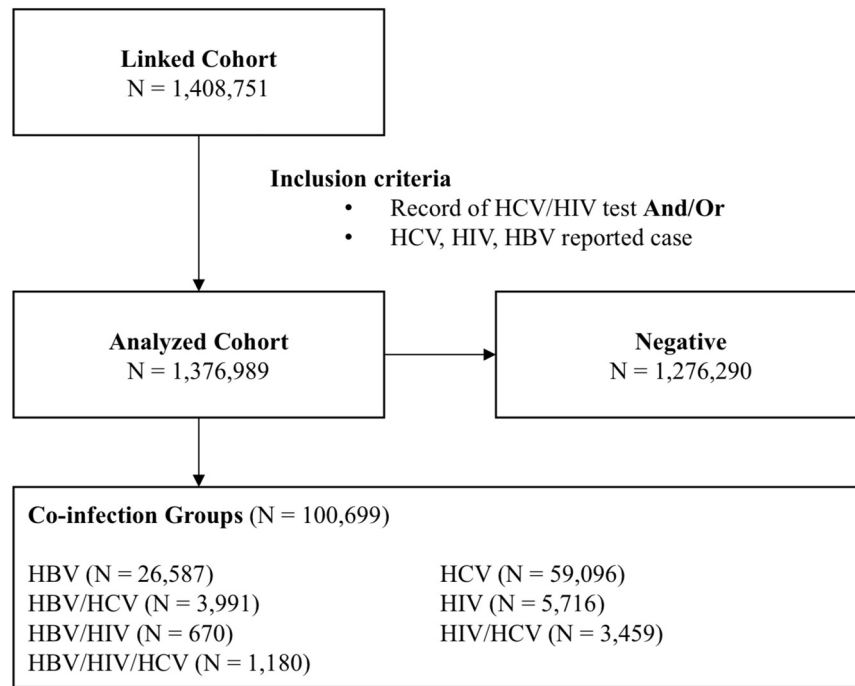 Linked Cohort
N = 1,408,751
Inclusion criteria
• Record of HCV/HIV test And/Or
• HCV, HIV, HBV reported case
Analyzed Cohort
N = 1,376,989
Negative
N = 1,276,290
Co-infection Groups (N = 100,699)
HBV (N = 26,587)
HBV/HCV (N = 3,991)
HBV/HIV (N = 670)
HBV/HIV/HCV (N = 1,180)
HCV (N = 59,096)
HIV (N = 5,716)
HIV/HCV (N = 3,459)